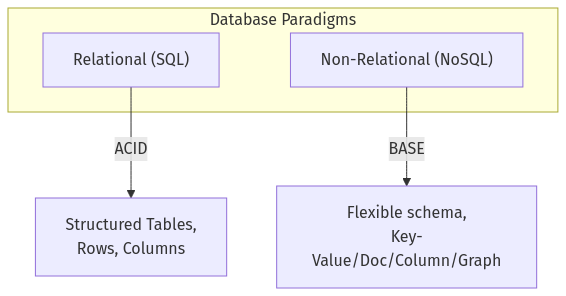 Database Paradigms
Relational (SQL)
Non-Relational (NoSQL)
ACID
BASE
Structured Tables,
Rows, Columns
Flexible schema,
Key-
Value/Doc/Column/Graph